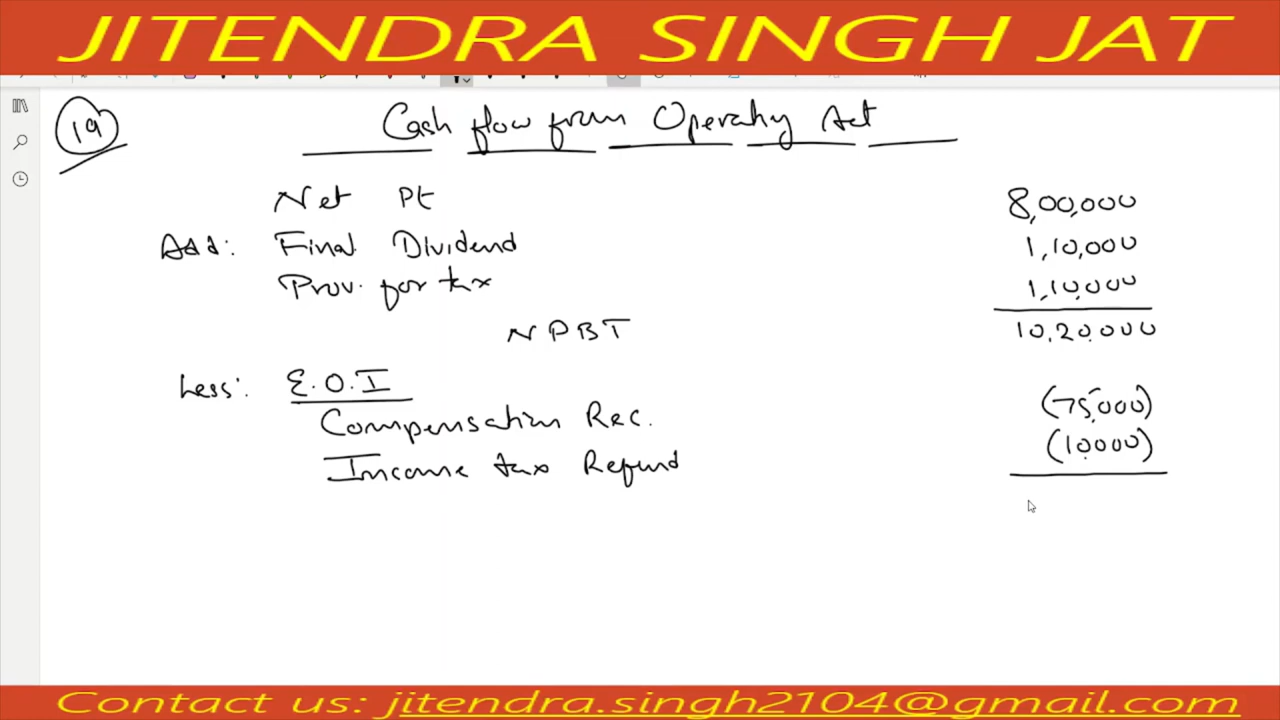 JITENDRA SINGH JAT
19 Cash flow from Operating Act
Net Pt 8,00,000
Add: Final Dividend 1,10,000
Prov. for tax 1,10,000
NPBT 10,20,000
Less: E.O.I
Compensation Rec. (75,000)
Income tax Refund (10,000)
Contact us: jitendra.singh2104@gmail.com